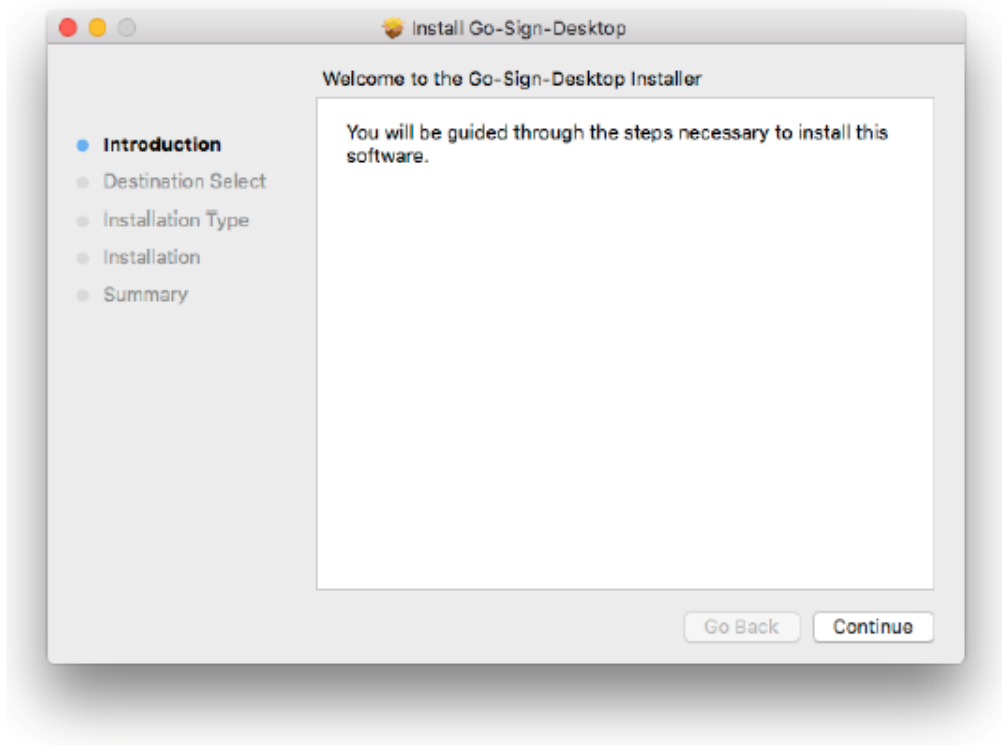 Install Go-Sign-Desktop
Welcome to the Go-Sign-Desktop Installer
Introduction
Destination Select
Installation Type
Installation
Summary
You will be guided through the steps necessary to install this
software.
Go Back
Continue